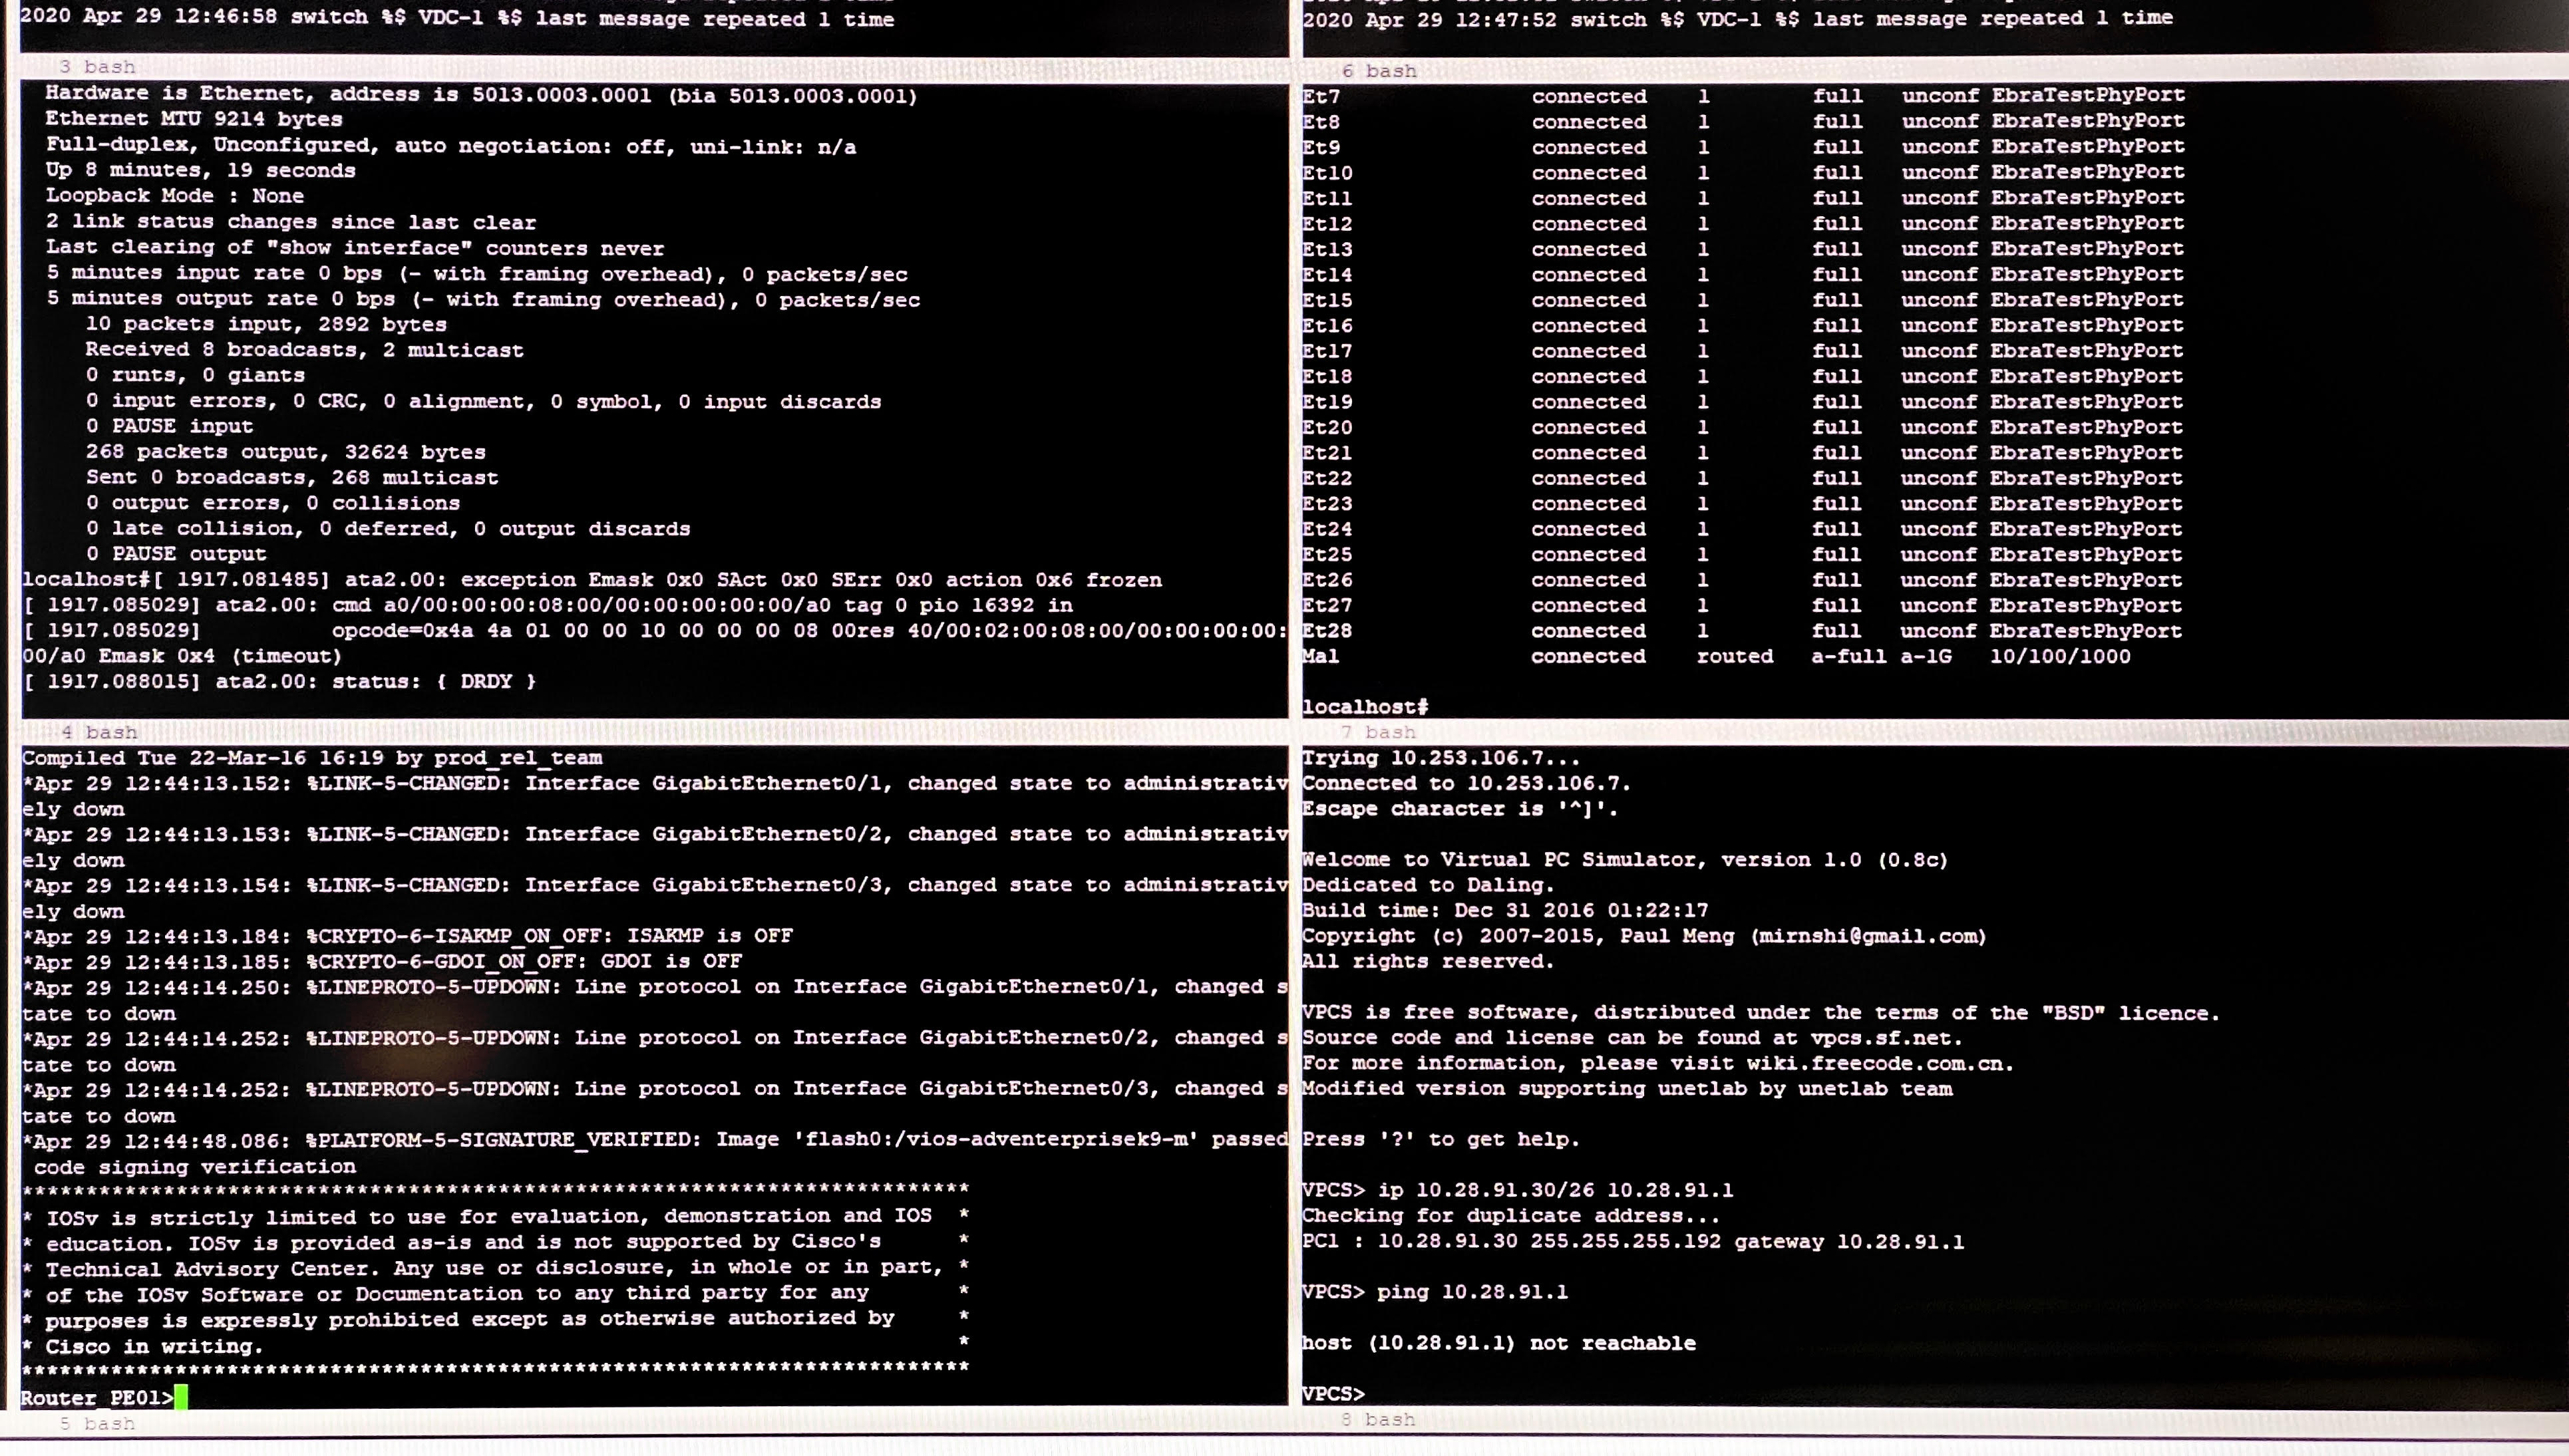 2020 Apr 29 12:46:58 switch %$ VDC-1 %$ last message repeated 1 time
3 bash
Hardware is Ethernet, address is 5013.0003.0001 (bia 5013.0003.0001)
Ethernet MTU 9214 bytes
Full-duplex, Unconfigured, auto negotiation: off, uni-link: n/a
Up 8 minutes, 19 seconds
Loopback Mode : None
2 link status changes since last clear
Last clearing of "show interface" counters never
5 minutes input rate 0 bps (- with framing overhead), 0 packets/sec
5 minutes output rate 0 bps (- with framing overhead), 0 packets/sec
10 packets input, 2892 bytes
Received 8 broadcasts, 2 multicast
0 runts, 0 giants
0 input errors, 0 CRC, 0 alignment, 0 symbol, 0 input discards
0 PAUSE input
268 packets output, 32624 bytes
Sent 0 broadcasts, 268 multicast
0 output errors, 0 collisions
0 late collision, 0 deferred, 0 output discards
0 PAUSE output
localhost#[ 1917.081485] ata2.00: exception Emask 0x0 SAct 0x0 SErr 0x0 action 0x6 frozen
[ 1917.085029] ata2.00: cmd a0/00:00:00:08:00/00:00:00:00:00/a0 tag 0 pio 16392 in
[ 1917.085029] opcode=0x4a 4a 01 00 00 10 00 00 00 08 00res 40/00:02:00:08:00/00:00:00:00:
00/a0 Emask 0x4 (timeout)
[ 1917.088015] ata2.00: status: { DRDY }
4 bash
Compiled Tue 22-Mar-16 16:19 by prod_rel_team
*Apr 29 12:44:13.152: %LINK-5-CHANGED: Interface GigabitEthernet0/1, changed state to administrativ
ely down
*Apr 29 12:44:13.153: %LINK-5-CHANGED: Interface GigabitEthernet0/2, changed state to administrativ
ely down
*Apr 29 12:44:13.154: %LINK-5-CHANGED: Interface GigabitEthernet0/3, changed state to administrativ
ely down
*Apr 29 12:44:13.184: %CRYPTO-6-ISAKMP_ON_OFF: ISAKMP is OFF
*Apr 29 12:44:13.185: %CRYPTO-6-GDOI_ON_OFF: GDOI is OFF
*Apr 29 12:44:14.250: %LINEPROTO-5-UPDOWN: Line protocol on Interface GigabitEthernet0/1, changed s
tate to down
*Apr 29 12:44:14.252: %LINEPROTO-5-UPDOWN: Line protocol on Interface GigabitEthernet0/2, changed s
tate to down
*Apr 29 12:44:14.252: %LINEPROTO-5-UPDOWN: Line protocol on Interface GigabitEthernet0/3, changed s
tate to down
*Apr 29 12:44:48.086: %PLATFORM-5-SIGNATURE_VERIFIED: Image 'flash0:/vios-adventerprisek9-m' passed
code signing verification
**************************************************************************
* IOSv is strictly limited to use for evaluation, demonstration and IOS *
* education. IOSv is provided as-is and is not supported by Cisco's *
* Technical Advisory Center. Any use or disclosure, in whole or in part, *
* of the IOSv Software or Documentation to any third party for any *
* purposes is expressly prohibited except as otherwise authorized by *
* Cisco in writing. *
**************************************************************************
Router_PE01>
5 bash
2020 Apr 29 12:47:52 switch %$ VDC-1 %$ last message repeated 1 time
6 bash
Et7 connected 1 full unconf EbraTestPhyPort
Et8 connected 1 full unconf EbraTestPhyPort
Et9 connected 1 full unconf EbraTestPhyPort
Et10 connected 1 full unconf EbraTestPhyPort
Et11 connected 1 full unconf EbraTestPhyPort
Et12 connected 1 full unconf EbraTestPhyPort
Et13 connected 1 full unconf EbraTestPhyPort
Et14 connected 1 full unconf EbraTestPhyPort
Et15 connected 1 full unconf EbraTestPhyPort
Et16 connected 1 full unconf EbraTestPhyPort
Et17 connected 1 full unconf EbraTestPhyPort
Et18 connected 1 full unconf EbraTestPhyPort
Et19 connected 1 full unconf EbraTestPhyPort
Et20 connected 1 full unconf EbraTestPhyPort
Et21 connected 1 full unconf EbraTestPhyPort
Et22 connected 1 full unconf EbraTestPhyPort
Et23 connected 1 full unconf EbraTestPhyPort
Et24 connected 1 full unconf EbraTestPhyPort
Et25 connected 1 full unconf EbraTestPhyPort
Et26 connected 1 full unconf EbraTestPhyPort
Et27 connected 1 full unconf EbraTestPhyPort
Et28 connected 1 full unconf EbraTestPhyPort
Ma1 connected routed a-full a-1G 10/100/1000
localhost#
7 bash
Trying 10.253.106.7...
Connected to 10.253.106.7.
Escape character is '^]'.
Welcome to Virtual PC Simulator, version 1.0 (0.8c)
Dedicated to Daling.
Build time: Dec 31 2016 01:22:17
Copyright (c) 2007-2015, Paul Meng (mirnshi@gmail.com)
All rights reserved.
VPCS is free software, distributed under the terms of the "BSD" licence.
Source code and license can be found at vpcs.sf.net.
For more information, please visit wiki.freecode.com.cn.
Modified version supporting unetlab by unetlab team
Press '?' to get help.
VPCS> ip 10.28.91.30/26 10.28.91.1
Checking for duplicate address...
PC1 : 10.28.91.30 255.255.255.192 gateway 10.28.91.1
VPCS> ping 10.28.91.1
host (10.28.91.1) not reachable
VPCS>
8 bash